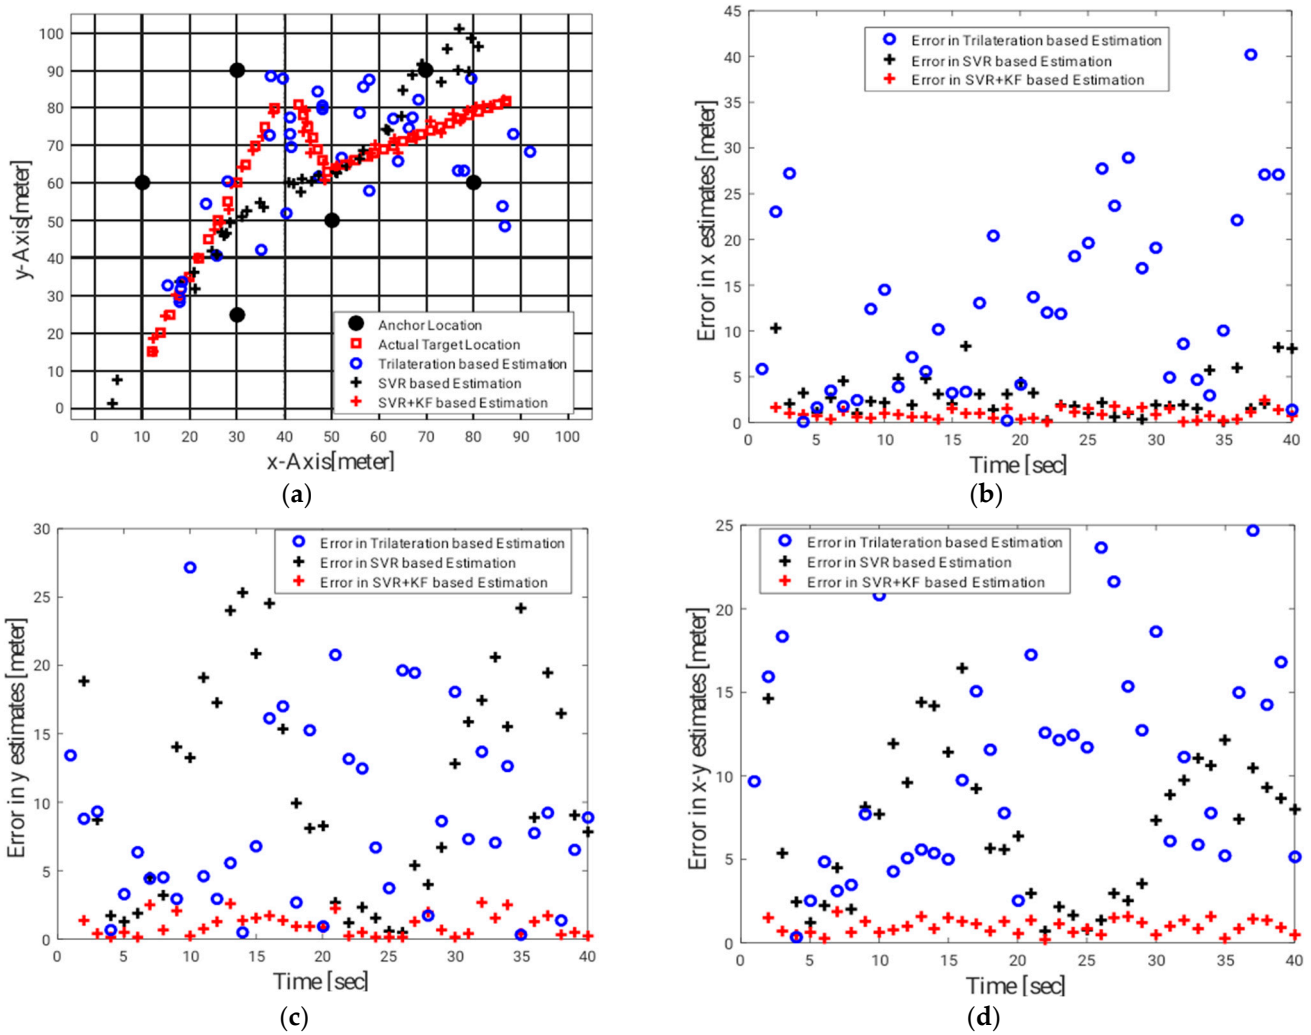 100
90
80
70
60
50
40
30
20
10
0
y-Axis[meter]
Anchor Location
Actual Target Location
Trilateration based Estimation
SVR based Estimation
SVR+KF based Estimation
0 10 20 30 40 50 60 70 80 90 100
x-Axis[meter]
(a)
45
40
35
30
25
20
15
10
5
0
Error in x estimates [meter]
Error in Trilateration based Estimation
Error in SVR based Estimation
Error in SVR+KF based Estimation
0 5 10 15 20 25 30 35 40
Time [sec]
(b)
30
25
20
15
10
5
0
Error in y estimates [meter]
Error in Trilateration based Estimation
Error in SVR based Estimation
Error in SVR+KF based Estimation
0 5 10 15 20 25 30 35 40
Time [sec]
(c)
25
20
15
10
5
0
Error in x-y estimates [meter]
Error in Trilateration based Estimation
Error in SVR based Estimation
Error in SVR+KF based Estimation
0 5 10 15 20 25 30 35 40
Time [sec]
(d)